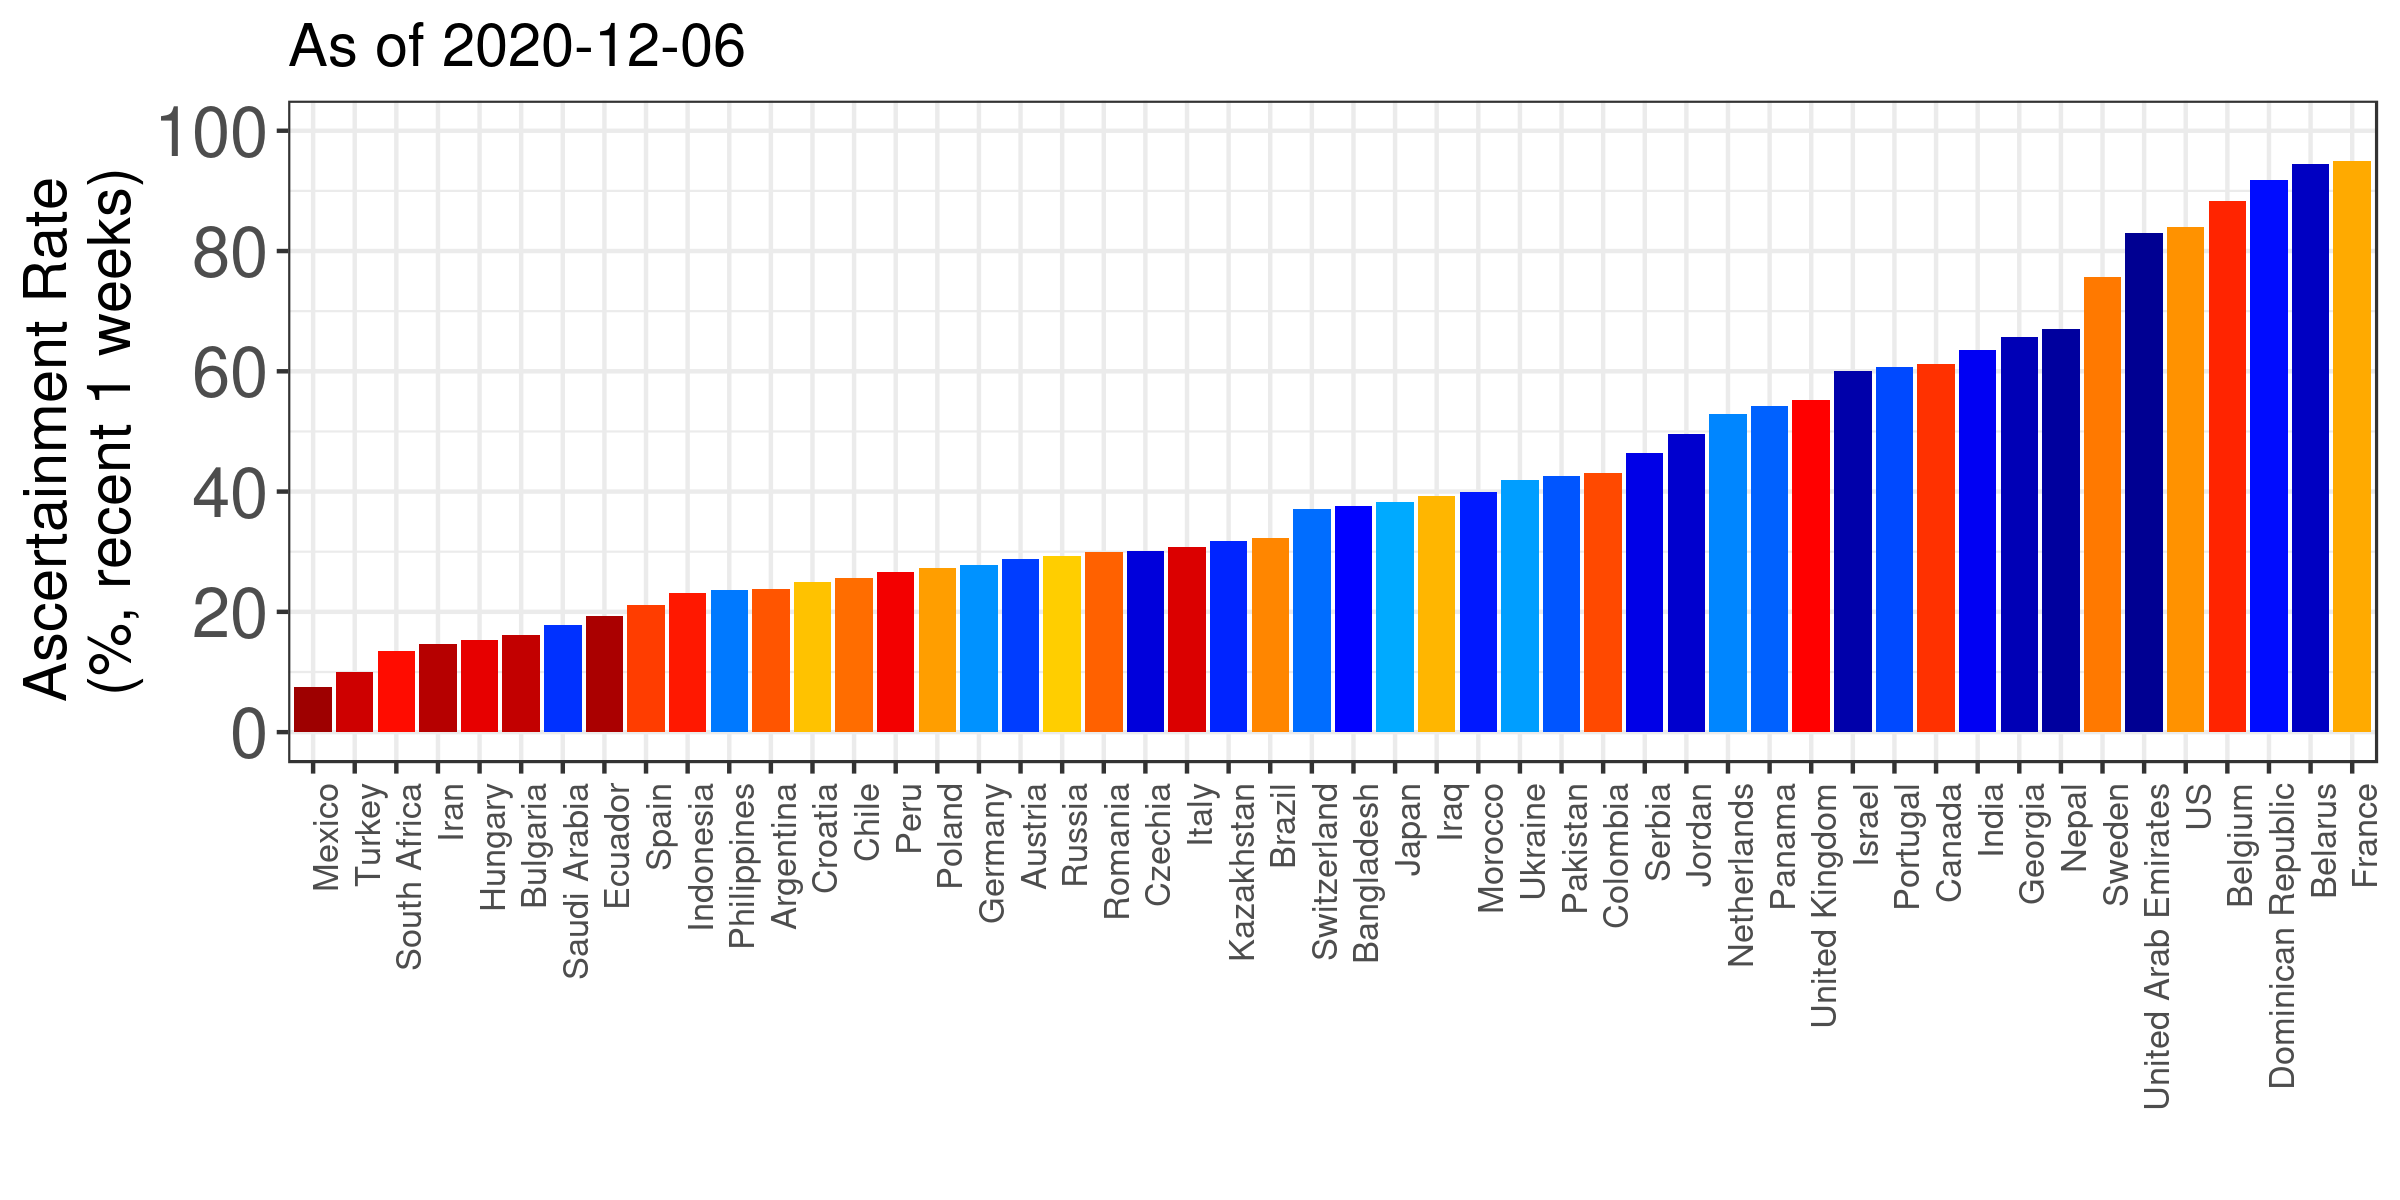 As of 2020-12-06
Ascertainment Rate
(%, recent 1 weeks)
100
80
60
40
20
0
Mexico
Turkey
South Africa
Iran
Hungary
Bulgaria
Saudi Arabia
Ecuador
Spain
Indonesia
Philippines
Argentina
Croatia
Chile
Peru
Poland
Germany
Austria
Russia
Romania
Czechia
Italy
Kazakhstan
Brazil
Switzerland
Bangladesh
Japan
Iraq
Morocco
Ukraine
Pakistan
Colombia
Serbia
Jordan
Netherlands
Panama
United Kingdom
Israel
Portugal
Canada
India
Georgia
Nepal
Sweden
United Arab Emirates
US
Belgium
Dominican Republic
Belarus
France